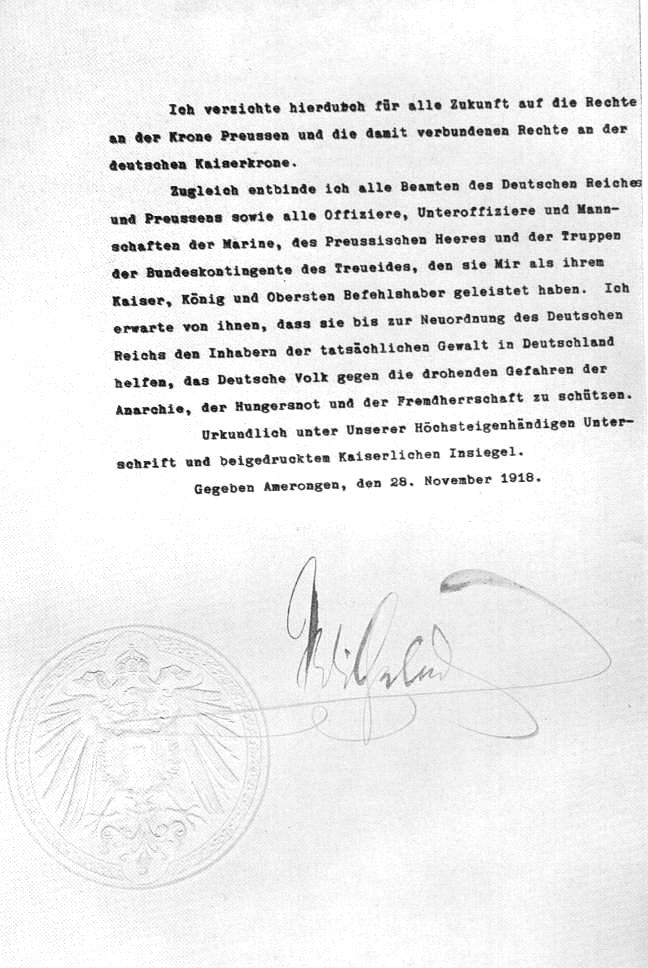 Ich verzichte hierdurch für alle Zukunft auf die Rechte
an der Krone Preussen und die damit verbundenen Rechte an der
deutschen Kaiserkrone.
Zugleich entbinde ich alle Beamten des Deutschen Reiches
und Preussens sowie alle Offiziere, Unteroffiziere und Mann-
schaften der Marine, des Preussischen Heeres und der Truppen
der Bundeskontingente des Treueides, den sie Mir als ihrem
Kaiser, König und Obersten Befehlshaber geleistet haben. Ich
erwarte von ihnen, dass sie bis zur Neuordnung des Deutschen
Reichs den Inhabern der tatsächlichen Gewalt in Deutschland
helfen, das Deutsche Volk gegen die drohenden Gefahren der
Anarchie, der Hungersnot und der Fremdherrschaft zu schützen.
Urkundlich unter Unserer Höchsteigenhändigen Unter-
schrift und beigedrucktem Kaiserlichen Insiegel.
Gegeben Amerongen, den 28. November 1918.
Wilhelm